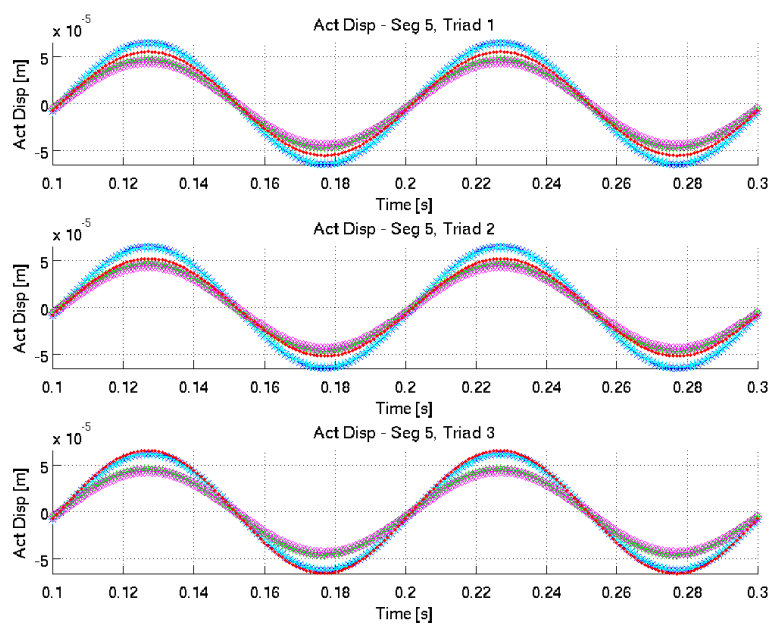 x 10⁻⁵
Act Disp - Seg 5, Triad 1
Act Disp [m]
5
0
-5
0.1 0.12 0.14 0.16 0.18 0.2 0.22 0.24 0.26 0.28 0.3
Time [s]
x 10⁻⁵
Act Disp - Seg 5, Triad 2
Act Disp [m]
5
0
-5
0.1 0.12 0.14 0.16 0.18 0.2 0.22 0.24 0.26 0.28 0.3
Time [s]
x 10⁻⁵
Act Disp - Seg 5, Triad 3
Act Disp [m]
5
0
-5
0.1 0.12 0.14 0.16 0.18 0.2 0.22 0.24 0.26 0.28 0.3
Time [s]